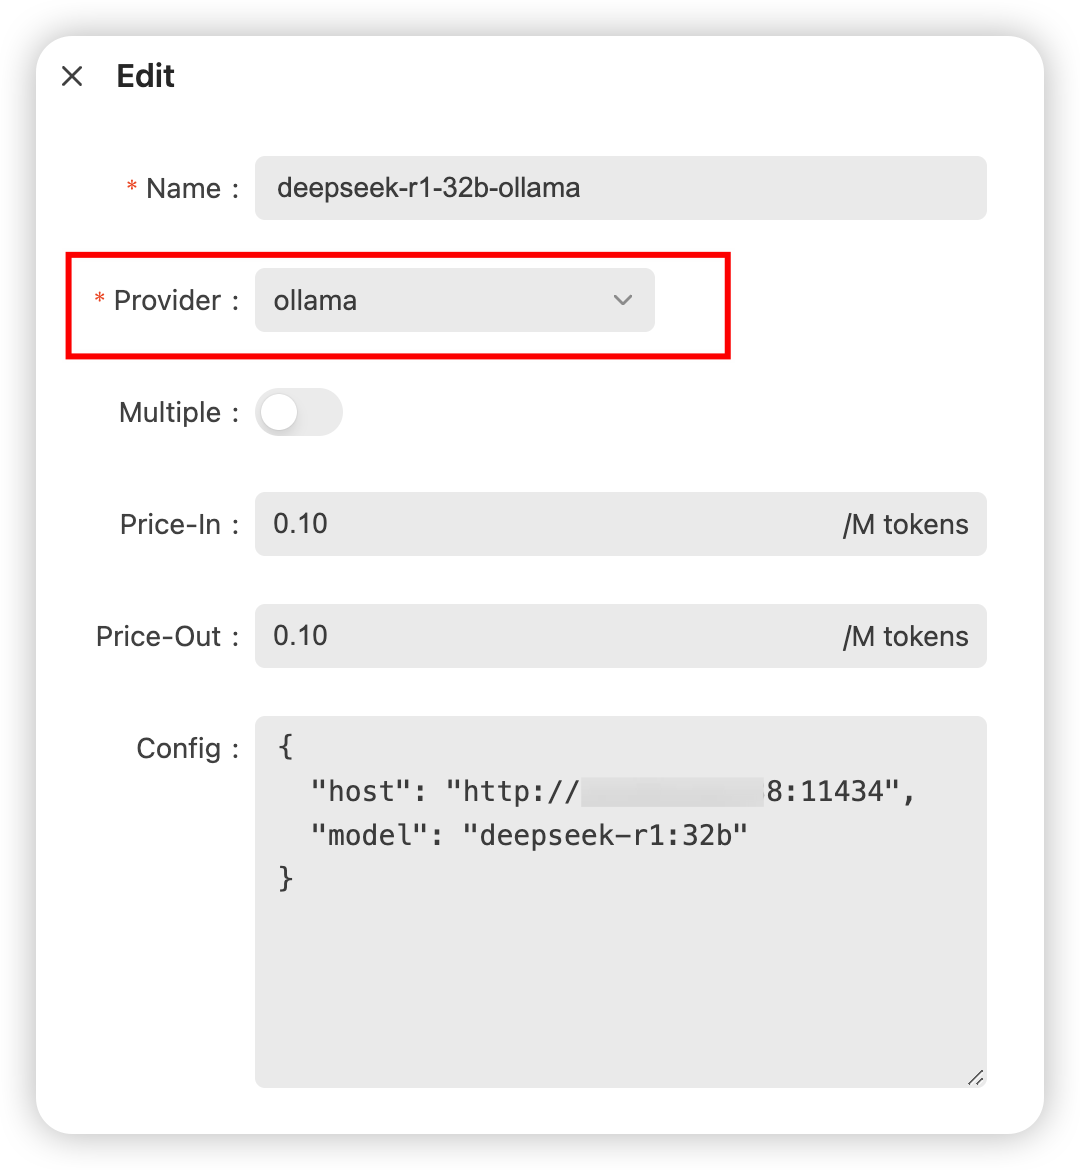 Edit
* Name : deepseek-r1-32b-ollama
* Provider : ollama
Multiple :
Price-In : 0.10 /M tokens
Price-Out : 0.10 /M tokens
Config : {
"host": "http:// 8:11434",
"model": "deepseek-r1:32b"
}